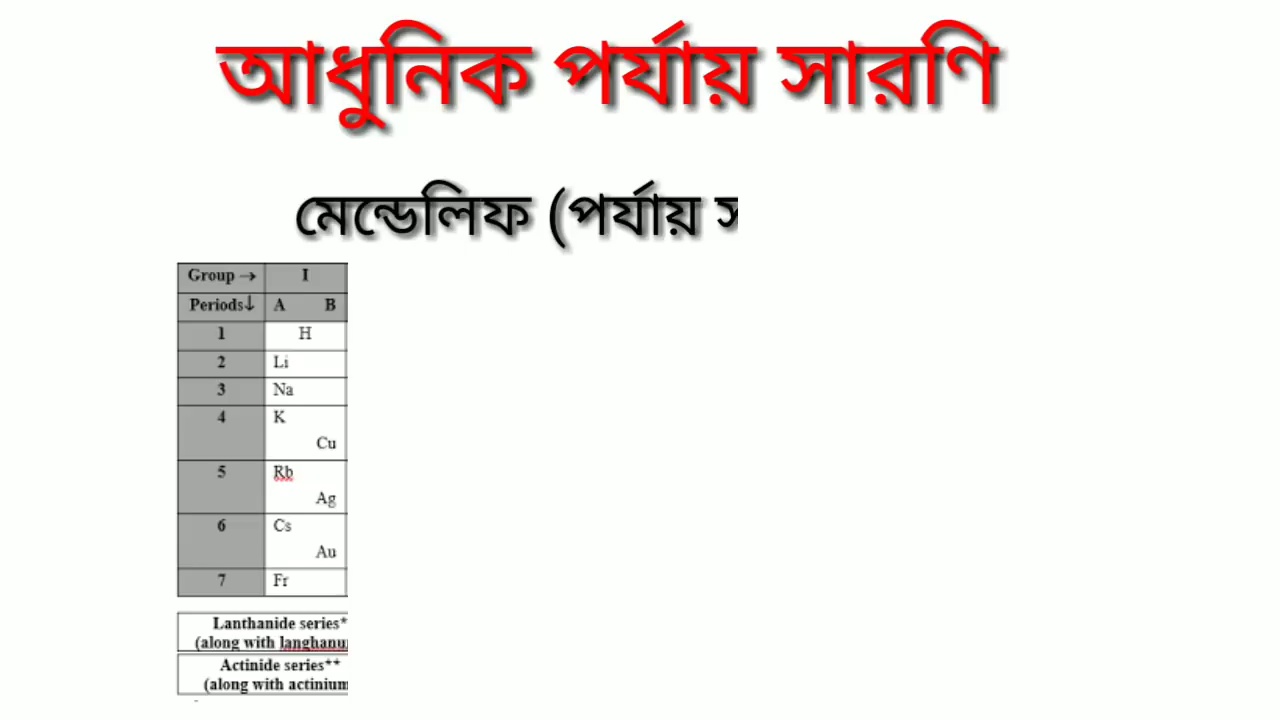 আধুনিক পর্যায় সারণি
মেন্ডেলিফ (পর্যায়
Group → I
Periods↓ A B
1 H
2 Li
3 Na
4 K
Cu
5 Rb
Ag
6 Cs
Au
7 Fr
Lanthanide series*
(along with
Actinide series**
(along with actinium